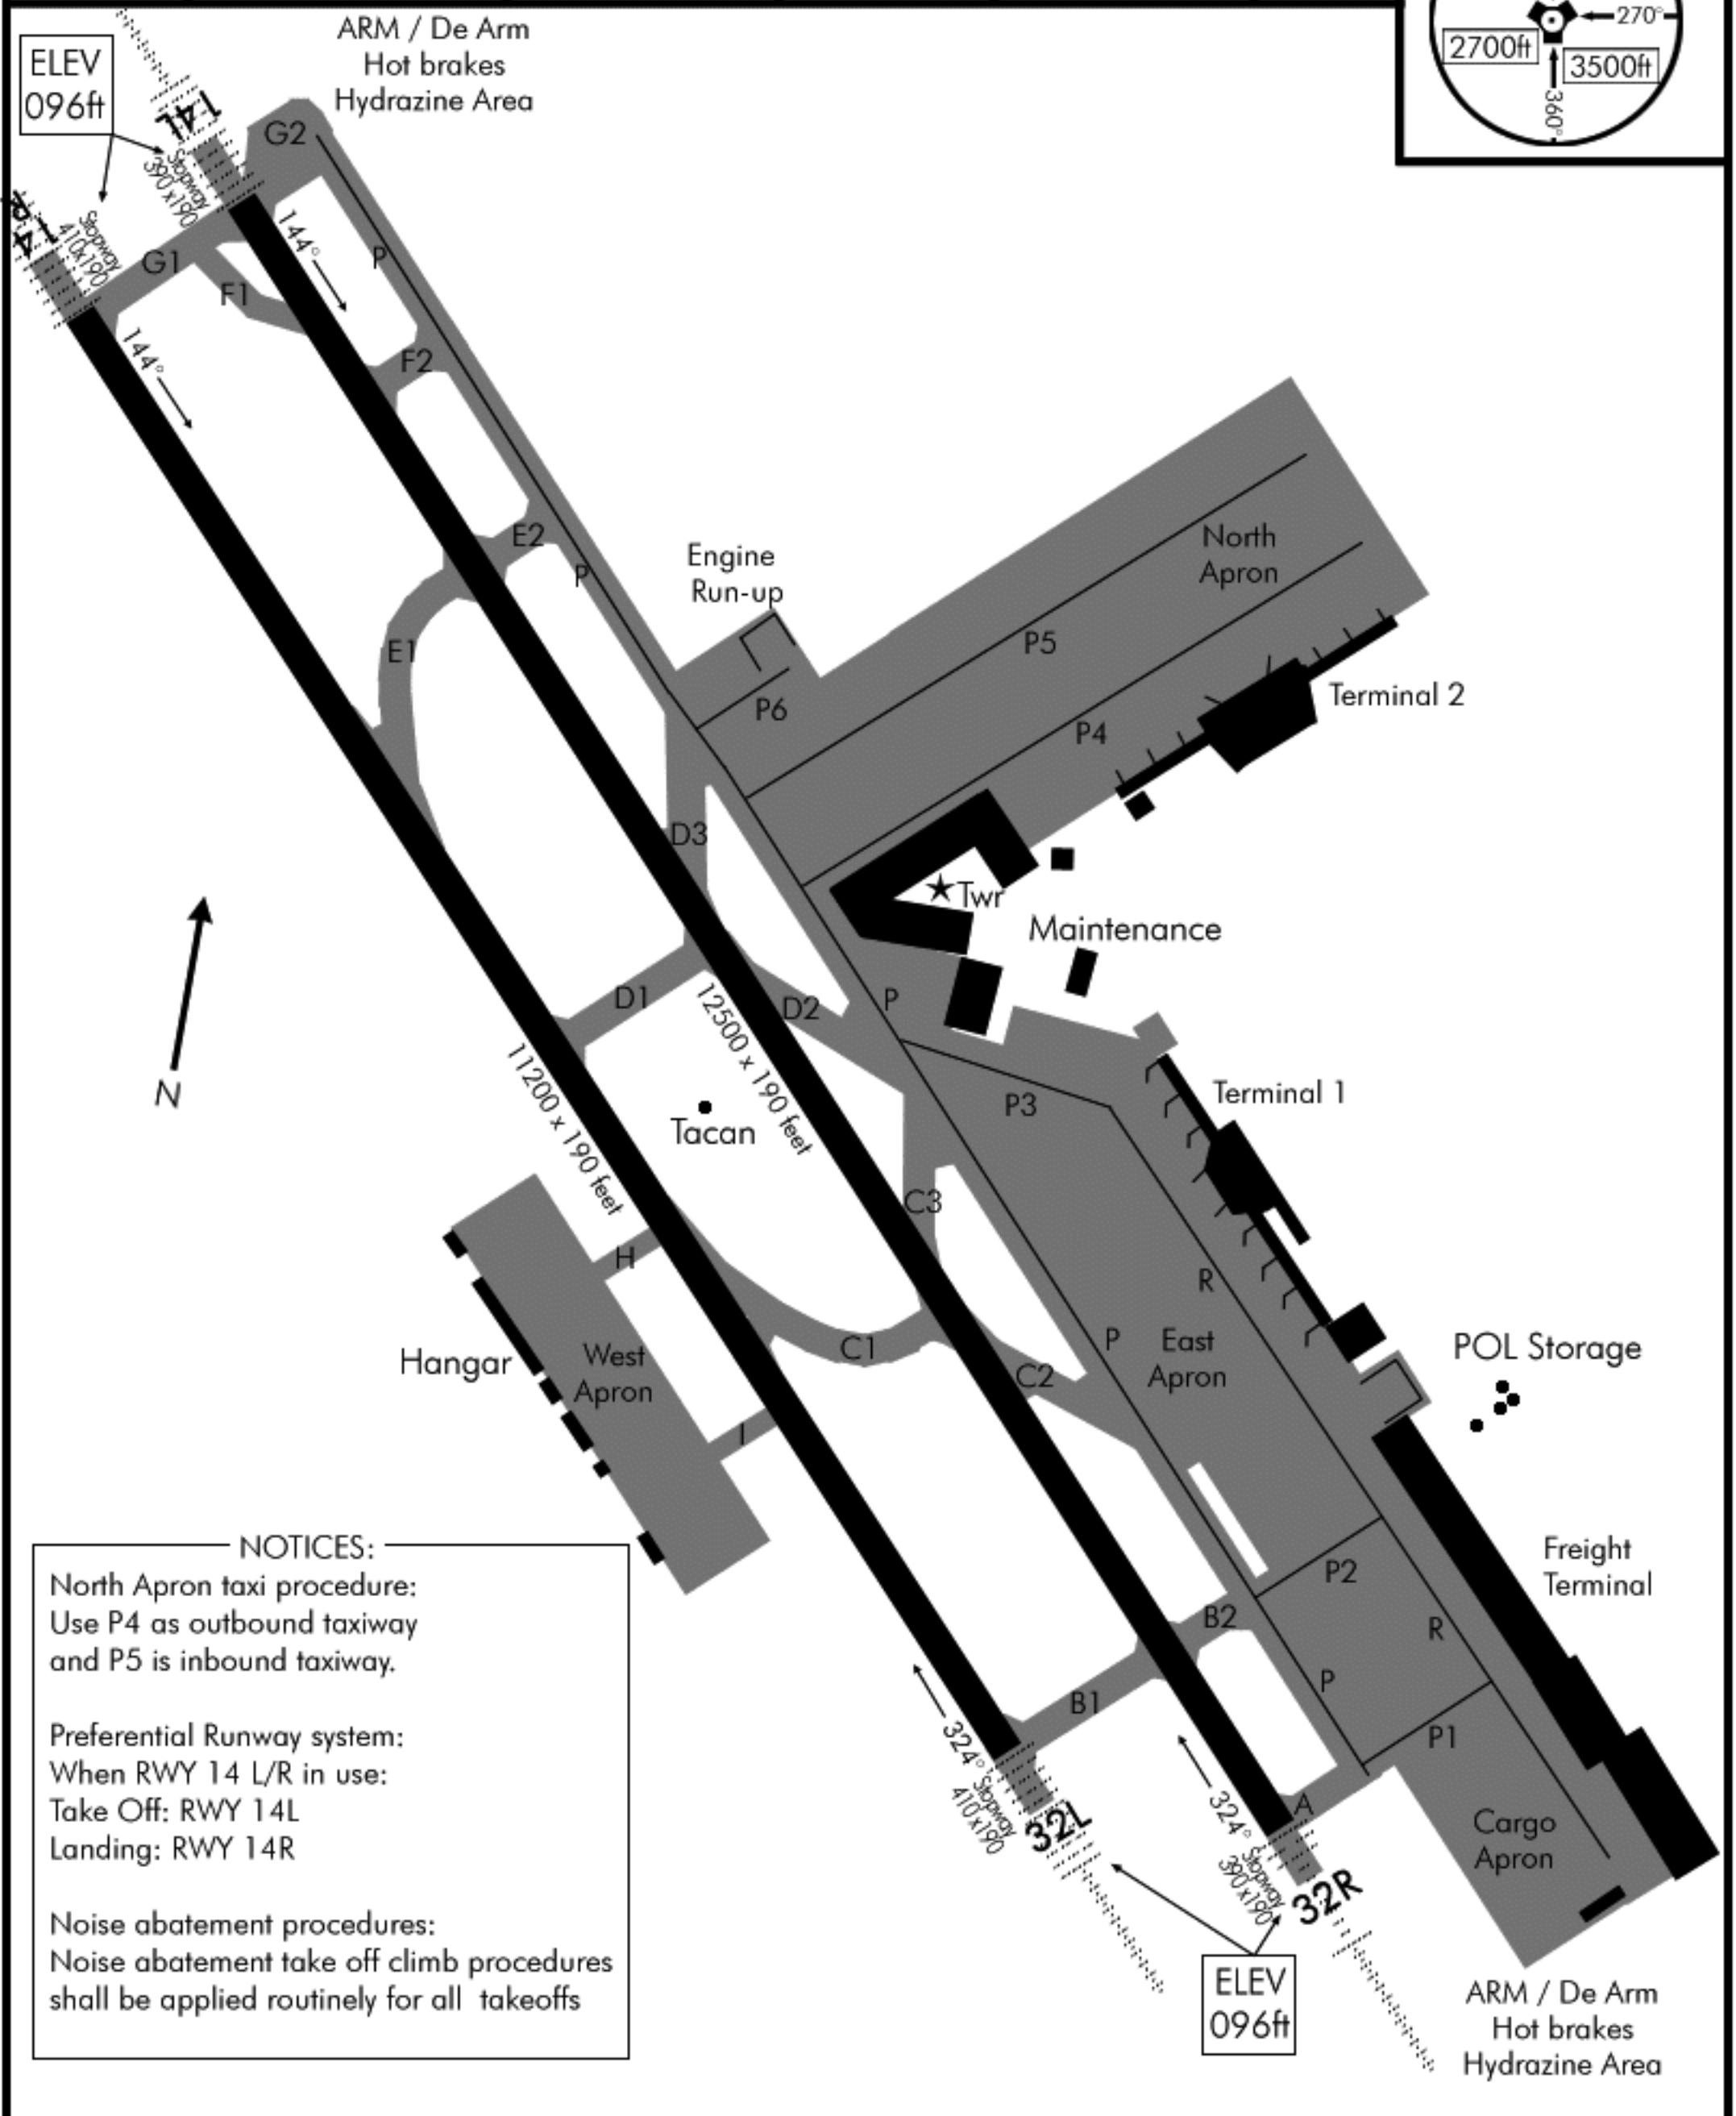 ARM / De Arm
Hot brakes
Hydrazine Area
ELEV
096ft
270°
2700ft
3500ft
360°
14L
Stopway
390x190
14R
Stopway
410x190
G2
G1
F1
144°
144°
P
F2
E2
P
E1
Engine
Run-up
North
Apron
P5
P6
P4
Terminal 2
D3
Twr
Maintenance
N
D1
D2
P
12500 x 190 feet
11200 x 190 feet
Tacan
P3
Terminal 1
C3
H
R
C1
P
East
Apron
C2
Hangar
West
Apron
I
POL Storage
Freight
Terminal
P2
B2
R
B1
P
P1
NOTICES:
North Apron taxi procedure:
Use P4 as outbound taxiway
and P5 is inbound taxiway.
Preferential Runway system:
When RWY 14 L/R in use:
Take Off: RWY 14L
Landing: RWY 14R
Noise abatement procedures:
Noise abatement take off climb procedures
shall be applied routinely for all takeoffs
324°
Stopway
410x190
32L
324°
Stopway
390x190
32R
A
Cargo
Apron
ELEV
096ft
ARM / De Arm
Hot brakes
Hydrazine Area